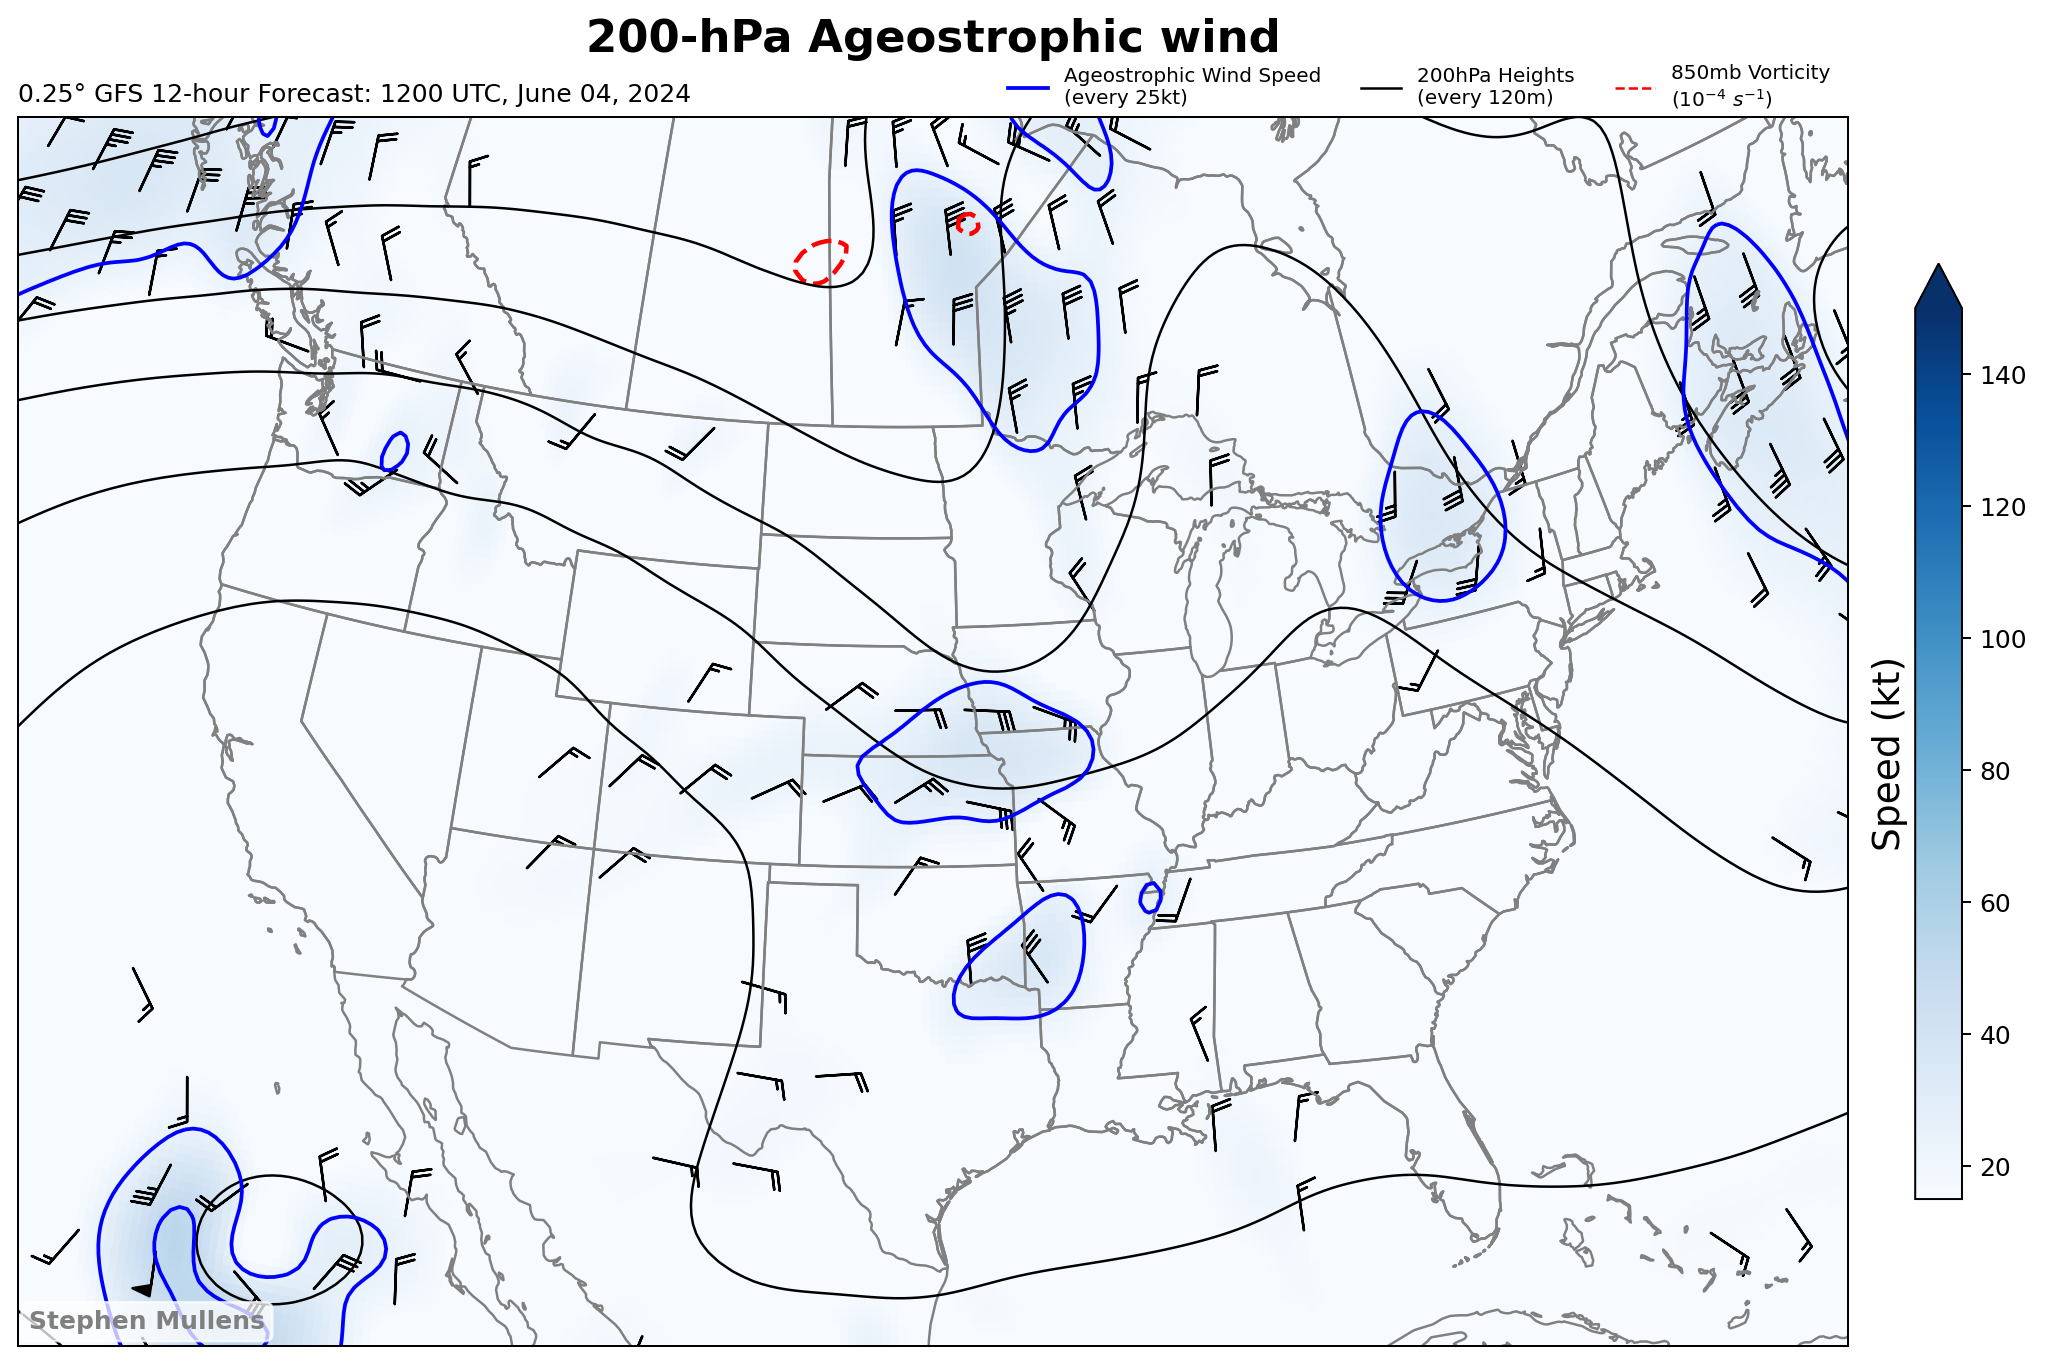 200-hPa Ageostrophic wind
0.25° GFS 12-hour Forecast: 1200 UTC, June 04, 2024
Ageostrophic Wind Speed
(every 25kt)
200hPa Heights
(every 120m)
850mb Vorticity
(10⁻⁴ s⁻¹)
140
120
100
80
60
40
20
Speed (kt)
Stephen Mullens